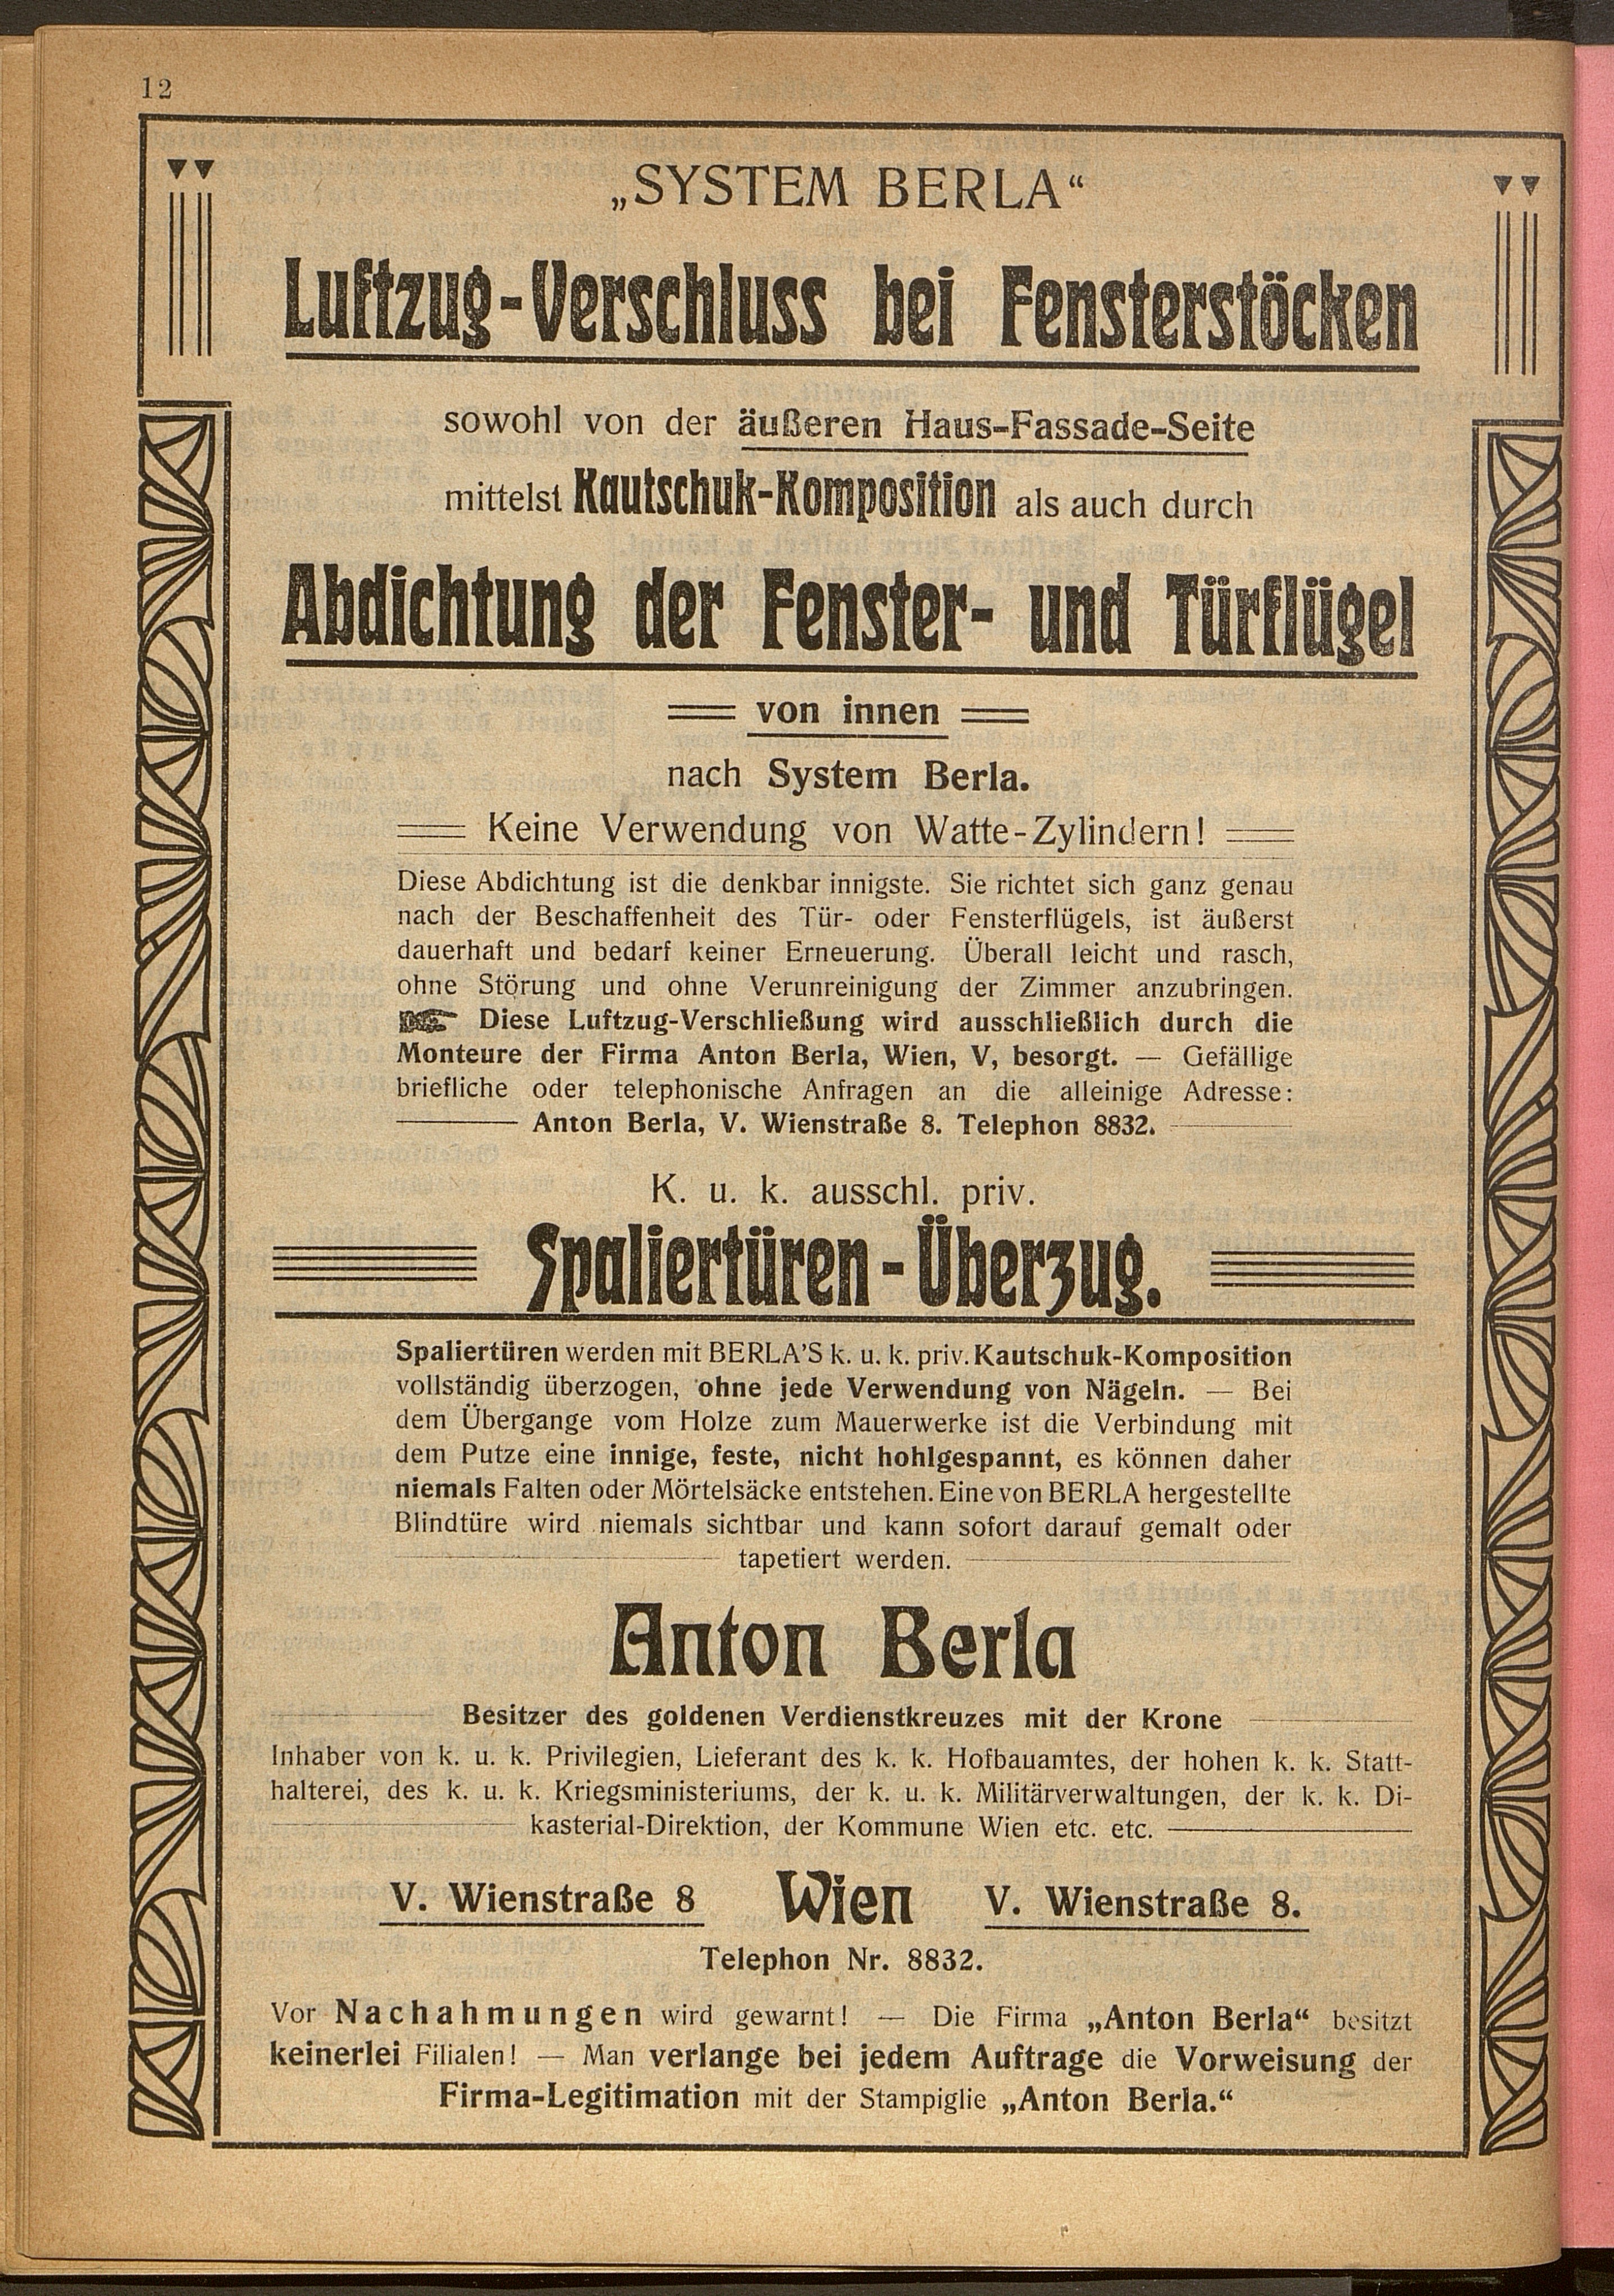 12
„SYSTEM BERLA“
Luftzug-Verschluss bei Fensterstöcken
sowohl von der äußeren Haus-Fassade-Seite
mittelst Kautschuk-Komposition als auch durch
Abdichtung der Fenster- und Türflügel
von innen
nach System Berla.
Keine Verwendung von Watte-Zylindern!
Diese Abdichtung ist die denkbar innigste. Sie richtet sich ganz genau
nach der Beschaffenheit des Tür- oder Fensterflügels, ist äußerst
dauerhaft und bedarf keiner Erneuerung. Überall leicht und rasch,
ohne Störung und ohne Verunreinigung der Zimmer anzubringen.
☞ Diese Luftzug-Verschließung wird ausschließlich durch die
Monteure der Firma Anton Berla, Wien, V, besorgt. — Gefällige
briefliche oder telephonische Anfragen an die alleinige Adresse:
Anton Berla, V. Wienstraße 8. Telephon 8832.
K. u. k. ausschl. priv.
Spaliertüren-Überzug.
Spaliertüren werden mit BERLA'S k. u. k. priv. Kautschuk-Komposition
vollständig überzogen, ohne jede Verwendung von Nägeln. — Bei
dem Übergange vom Holze zum Mauerwerke ist die Verbindung mit
dem Putze eine innige, feste, nicht hohlgespannt, es können daher
niemals Falten oder Mörtelsäcke entstehen. Eine von BERLA hergestellte
Blindtüre wird niemals sichtbar und kann sofort darauf gemalt oder
tapetiert werden.
Anton Berla
Besitzer des goldenen Verdienstkreuzes mit der Krone
Inhaber von k. u. k. Privilegien, Lieferant des k. k. Hofbauamtes, der hohen k. k. Statt-
halterei, des k. u. k. Kriegsministeriums, der k. u. k. Militärverwaltungen, der k. k. Di-
kasterial-Direktion, der Kommune Wien etc. etc.
V. Wienstraße 8 Wien V. Wienstraße 8.
Telephon Nr. 8832.
Vor Nachahmungen wird gewarnt! — Die Firma „Anton Berla“ besitzt
keinerlei Filialen! — Man verlange bei jedem Auftrage die Vorweisung der
Firma-Legitimation mit der Stampiglie „Anton Berla.“